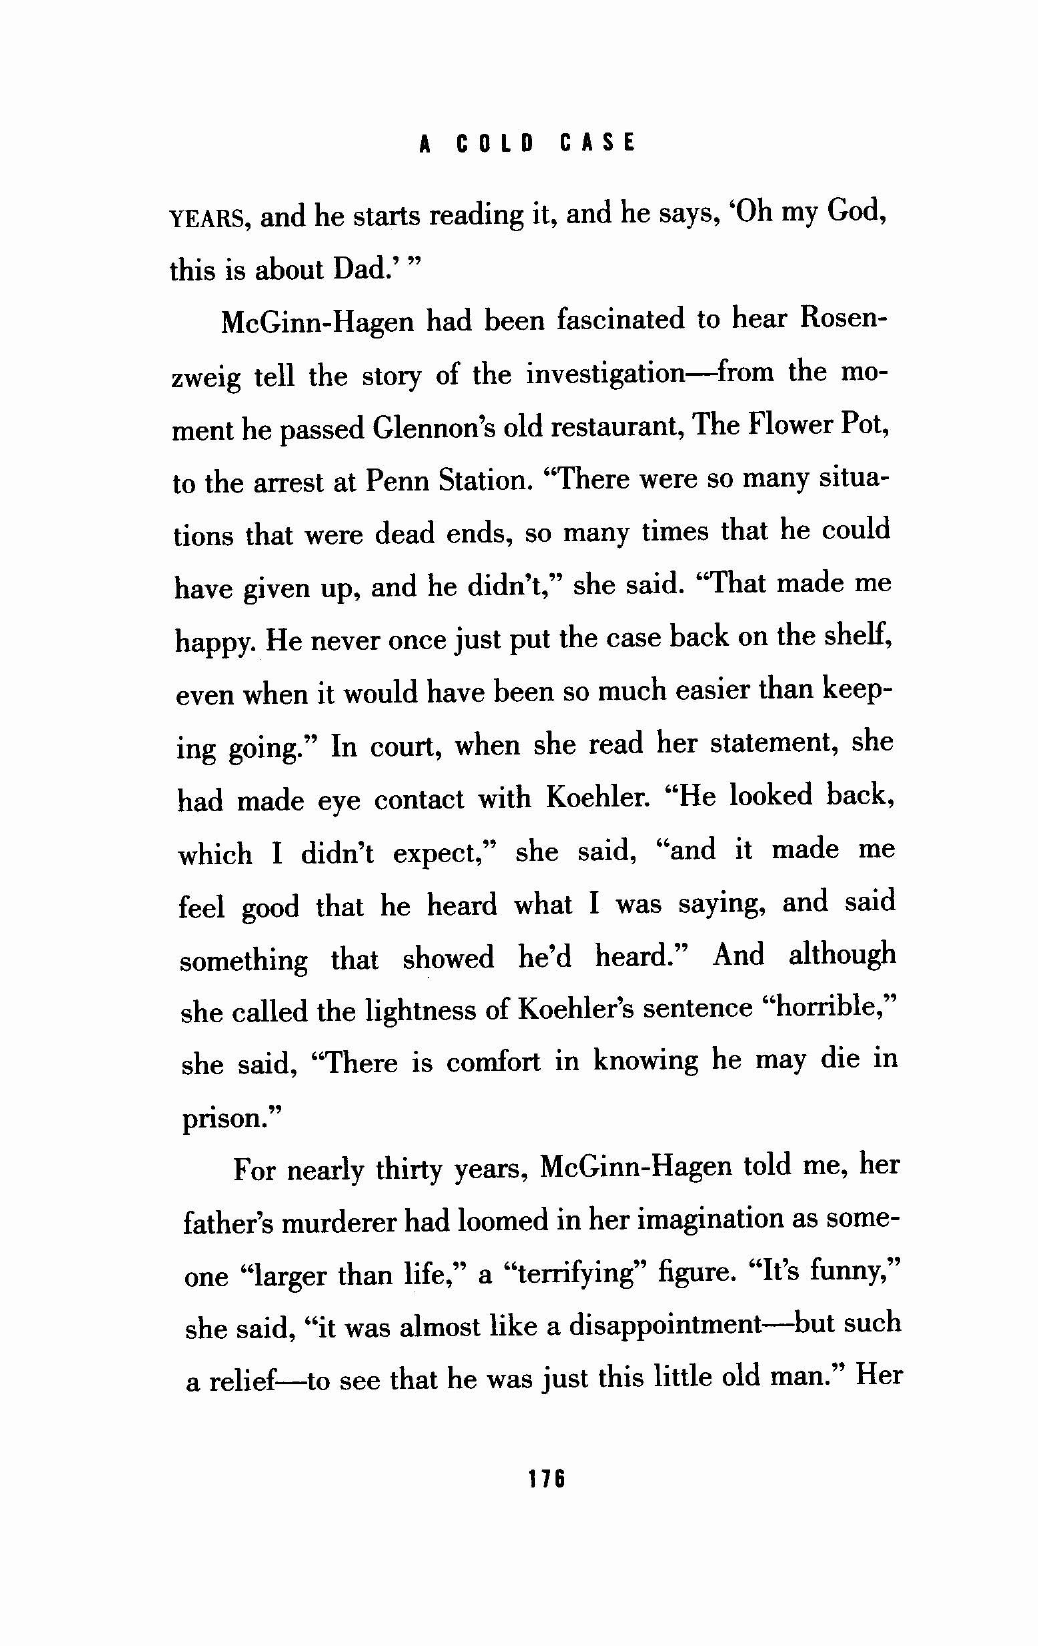 A COLD CASE
YEARS, and he starts reading it, and he says, ‘Oh my God,
this is about Dad.’ ”
McGinn-Hagen had been fascinated to hear Rosen-
zweig tell the story of the investigation—from the mo-
ment he passed Glennon’s old restaurant, The Flower Pot,
to the arrest at Penn Station. “There were so many situa-
tions that were dead ends, so many times that he could
have given up, and he didn’t,” she said. “That made me
happy. He never once just put the case back on the shelf,
even when it would have been so much easier than keep-
ing going.” In court, when she read her statement, she
had made eye contact with Koehler. “He looked back,
which I didn’t expect,” she said, “and it made me
feel good that he heard what I was saying, and said
something that showed he’d heard.” And although
she called the lightness of Koehler’s sentence “horrible,”
she said, “There is comfort in knowing he may die in
prison.”
For nearly thirty years, McGinn-Hagen told me, her
father’s murderer had loomed in her imagination as some-
one “larger than life,” a “terrifying” figure. “It’s funny,”
she said, “it was almost like a disappointment—but such
a relief—to see that he was just this little old man.” Her
176